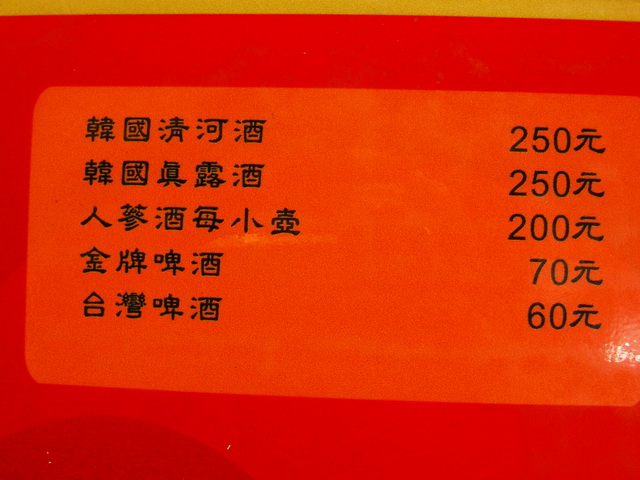 韓國清河酒 250元
韓國眞露酒 250元
人蔘酒每小壺 200元
金牌啤酒 70元
台灣啤酒 60元